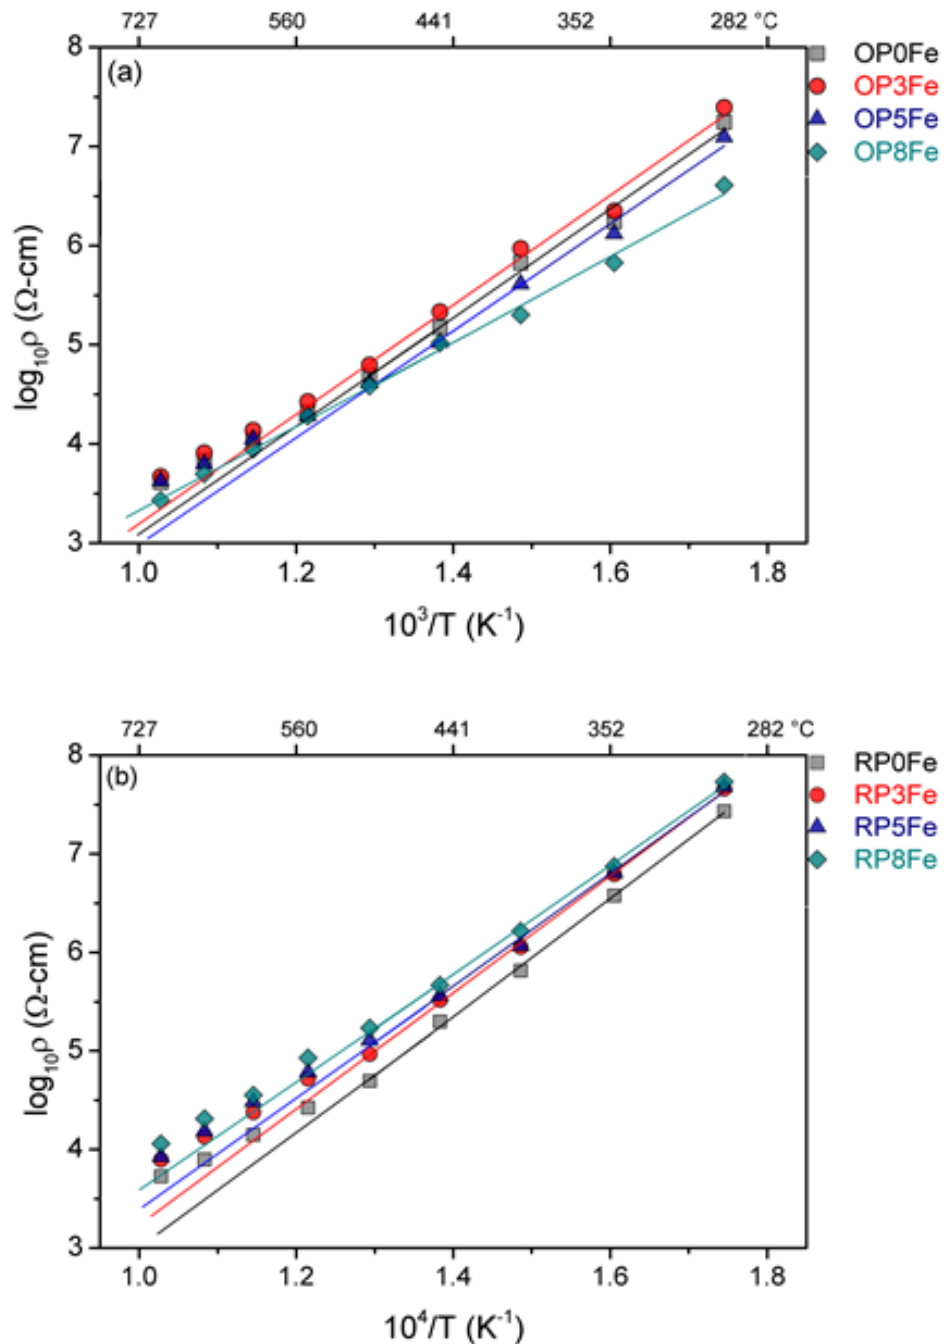 727 560 441 352 282 °C
(a)
OP0Fe
OP3Fe
OP5Fe
OP8Fe
8
7
6
5
4
3
log₁₀ρ (Ω-cm)
1.0 1.2 1.4 1.6 1.8
10³/T (K⁻¹)
727 560 441 352 282 °C
(b)
RP0Fe
RP3Fe
RP5Fe
RP8Fe
8
7
6
5
4
3
log₁₀ρ (Ω-cm)
1.0 1.2 1.4 1.6 1.8
10⁴/T (K⁻¹)